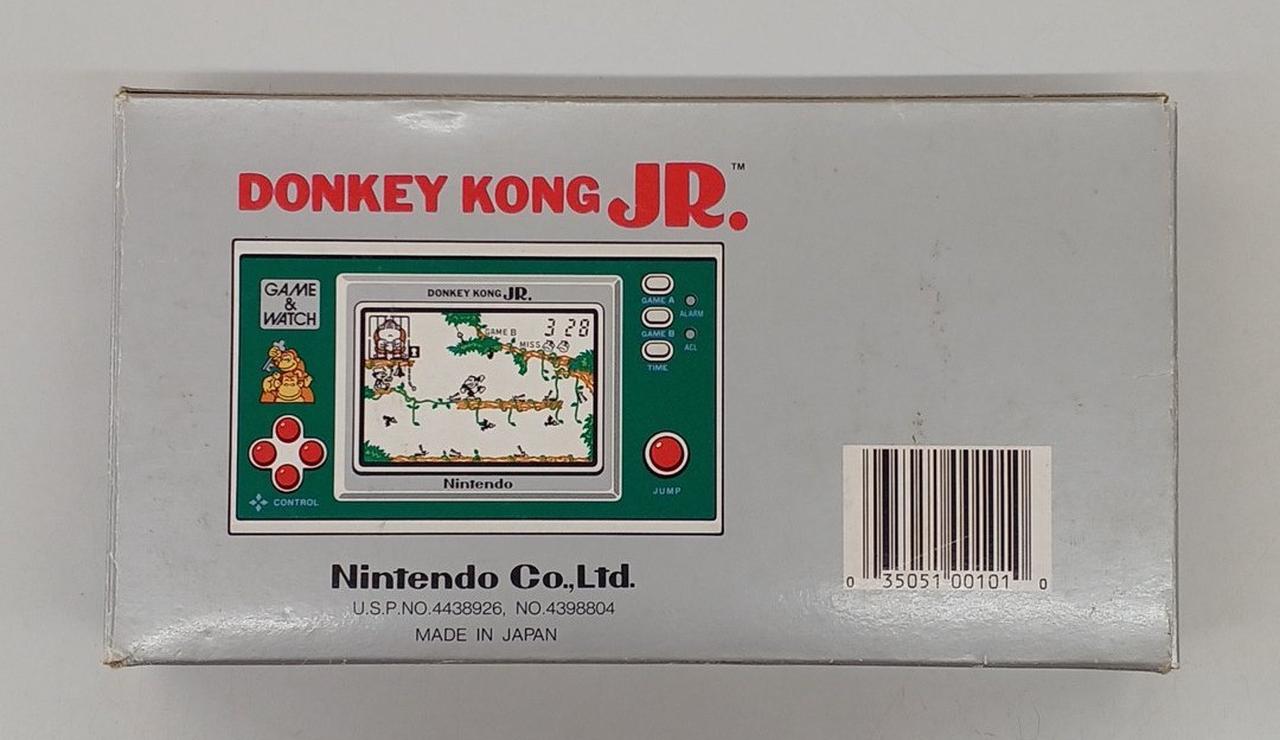 DONKEY KONG JR.™
GAME
&
WATCH
DONKEY KONG JR.
GAME B
3 28
MISS
GAME A
ALARM
GAME B
ACL
TIME
Nintendo
CONTROL
JUMP
Nintendo Co.,Ltd.
U.S.P.NO.4438926, NO.4398804
MADE IN JAPAN
0 35051 00101 0